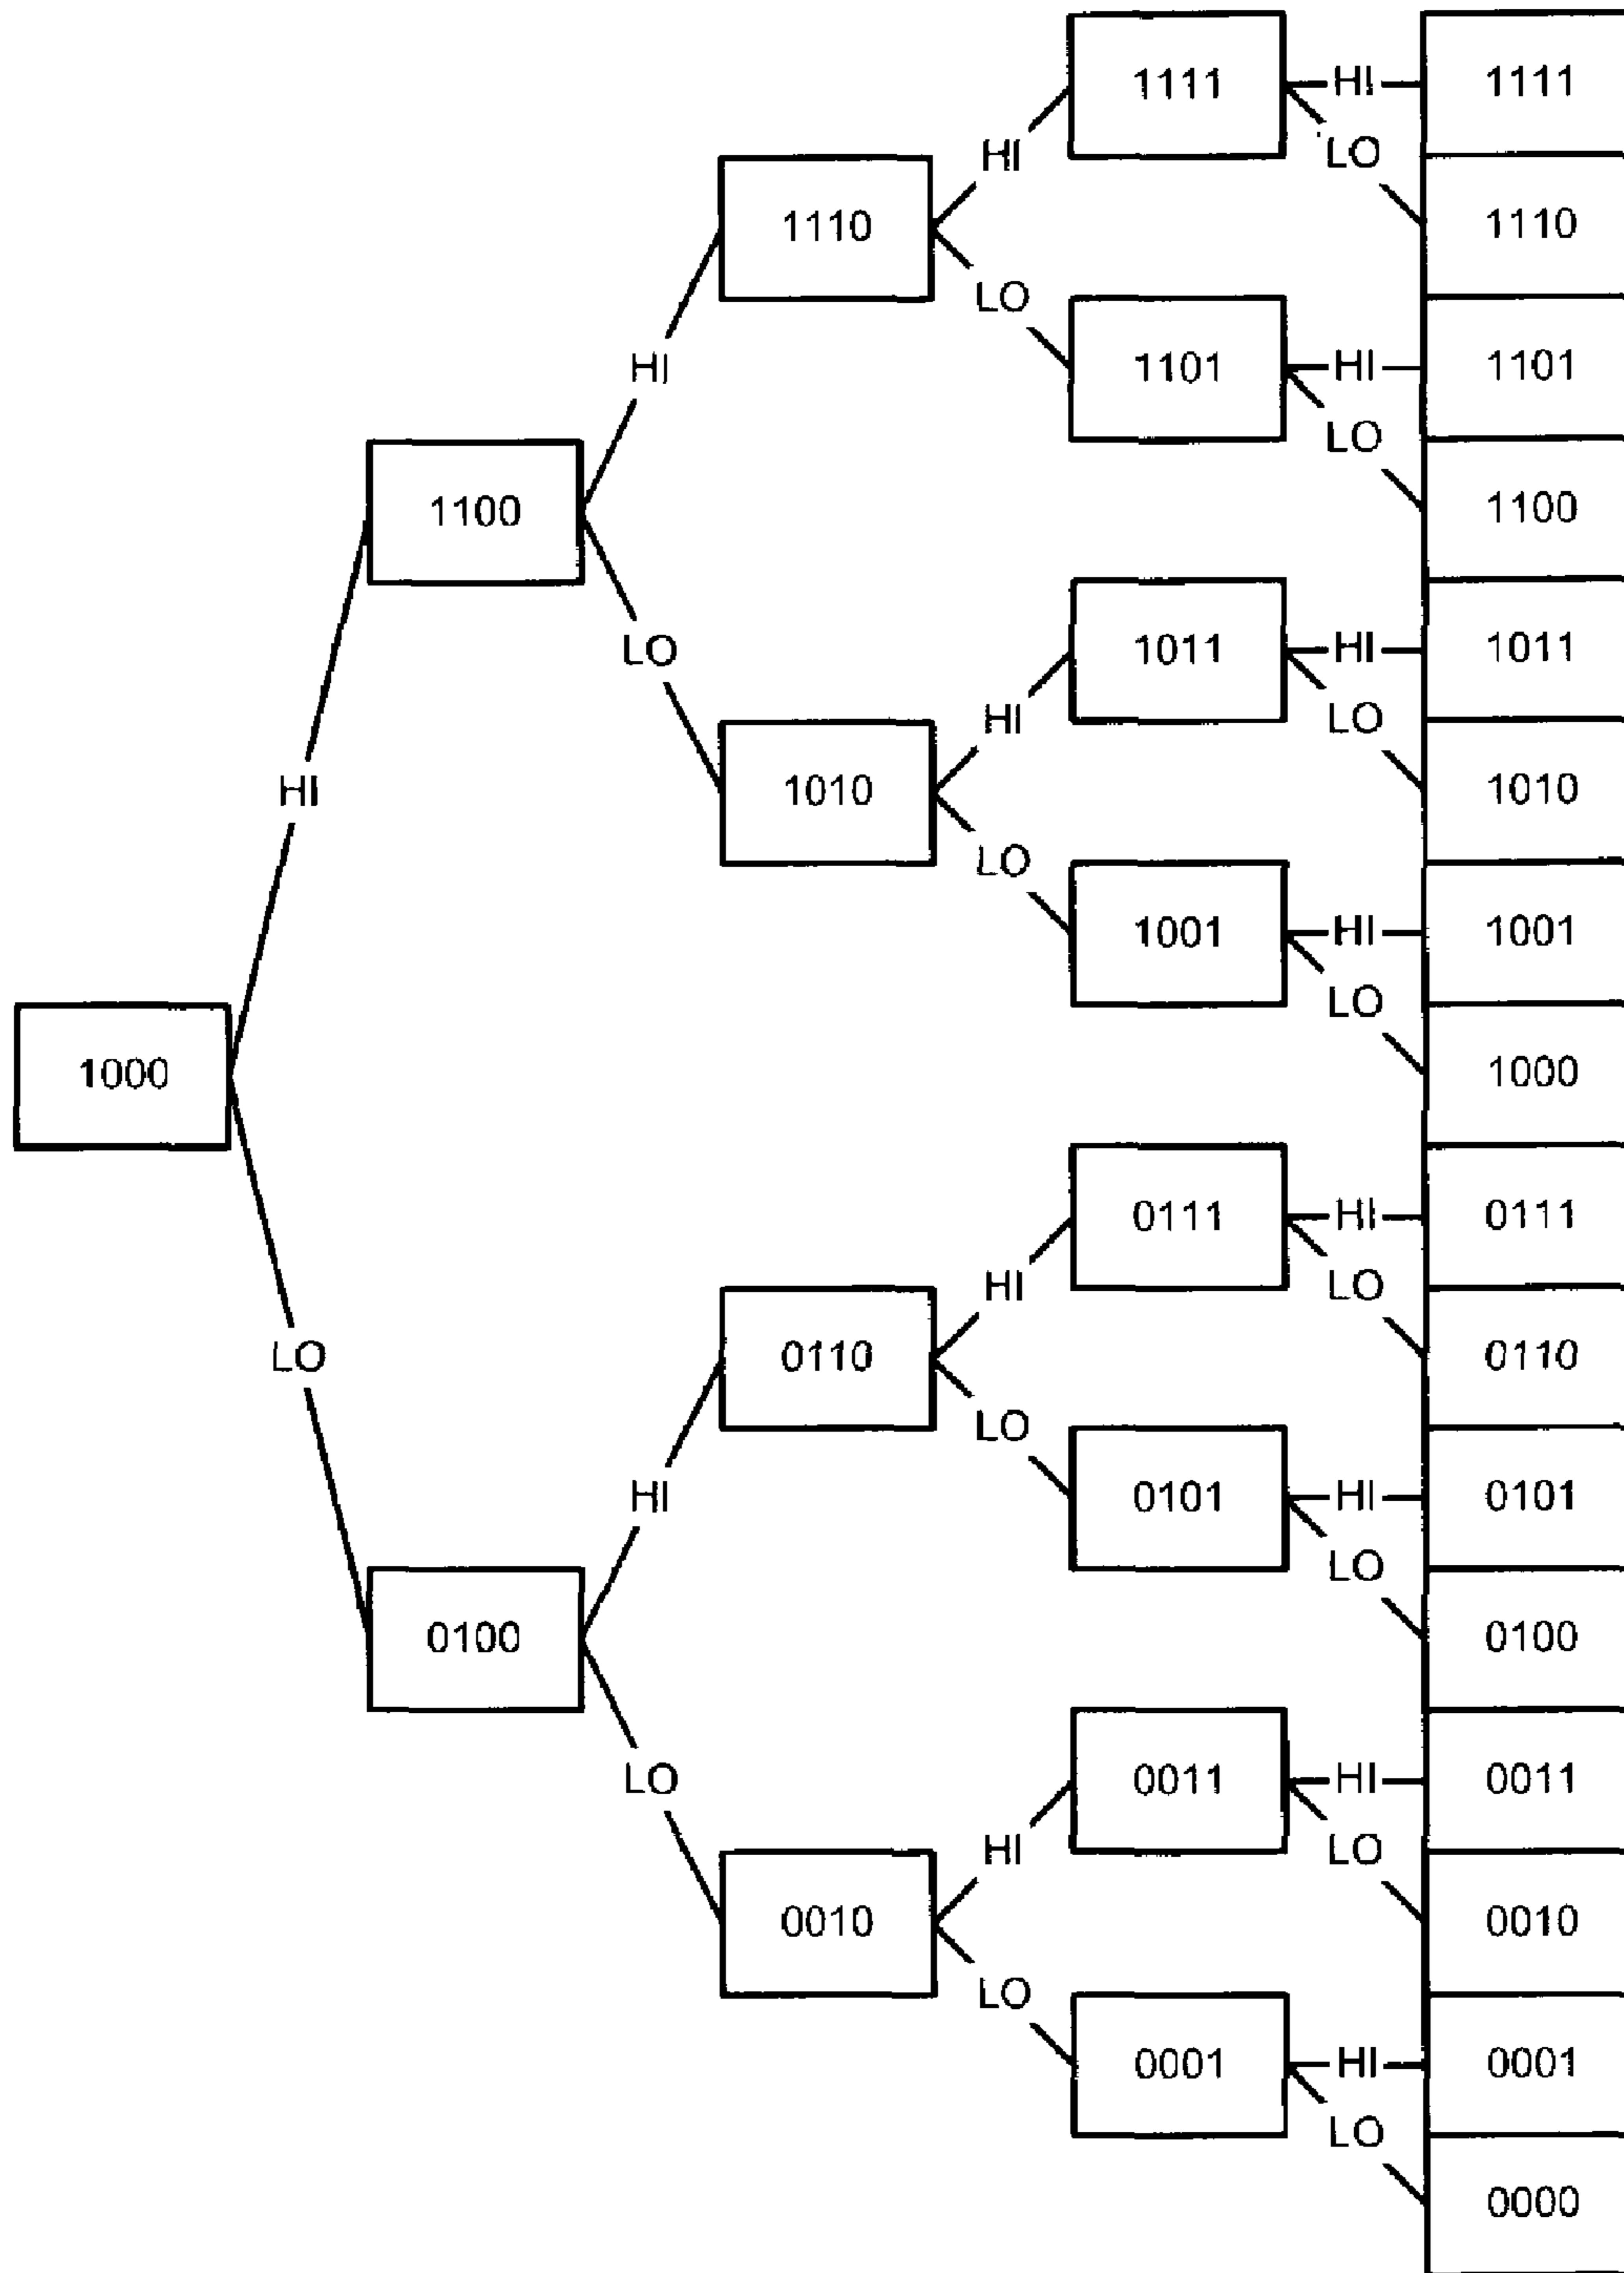 1111 HI 1111
HI LO
1110 1110
LO
1101 HI 1101
HI LO
1100 1100
LO
1011 HI 1011
HI LO
HI 1010 1010
LO
1001 HI 1001
LO
1000 1000
0111 HI 0111
HI LO
LO 0110 0110
LO
HI 0101 HI 0101
LO
0100 0100
LO 0011 HI 0011
HI LO
0010 0010
LO
0001 HI 0001
LO
0000